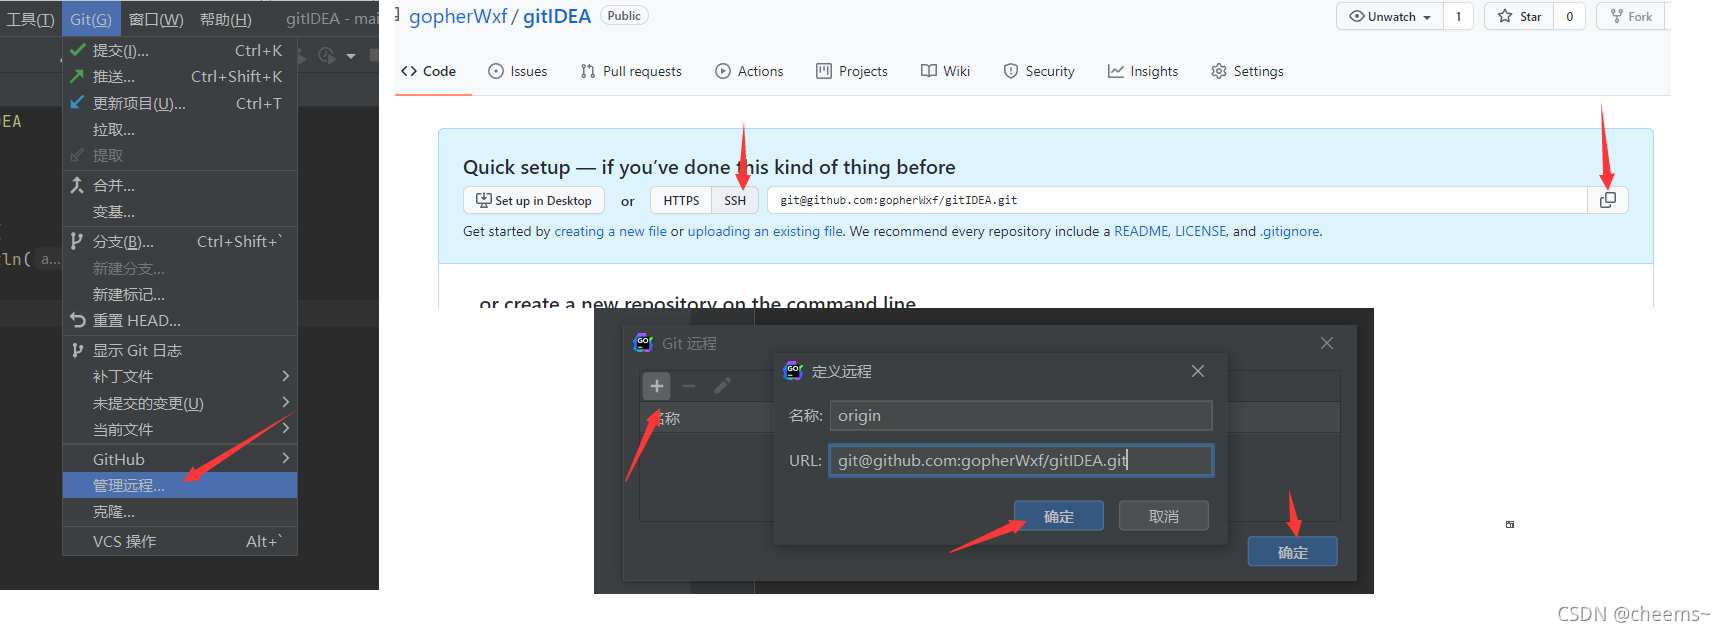 工具(T) Git(G) 窗口(W) 帮助(H) gitIDEA - mai
提交(I)... Ctrl+K
推送... Ctrl+Shift+K
更新项目(U)... Ctrl+T
拉取...
提取
合并...
变基...
分支(B)... Ctrl+Shift+`
新建分支...
新建标记...
重置 HEAD...
显示 Git 日志
补丁文件
未提交的变更(U)
当前文件
GitHub
管理远程...
克隆...
VCS 操作 Alt+`
DEA
ln( a...
gopherWxf / gitIDEA Public
Unwatch 1 Star 0 Fork
Code Issues Pull requests Actions Projects Wiki Security Insights Settings
Quick setup — if you’ve done this kind of thing before
Set up in Desktop or HTTPS SSH git@github.com:gopherWxf/gitIDEA.git
Get started by creating a new file or uploading an existing file. We recommend every repository include a README, LICENSE, and .gitignore.
or create a new repository on the command line
Git 远程
名称
定义远程
名称: origin
URL: git@github.com:gopherWxf/gitIDEA.git
确定 取消
确定
CSDN @cheems~